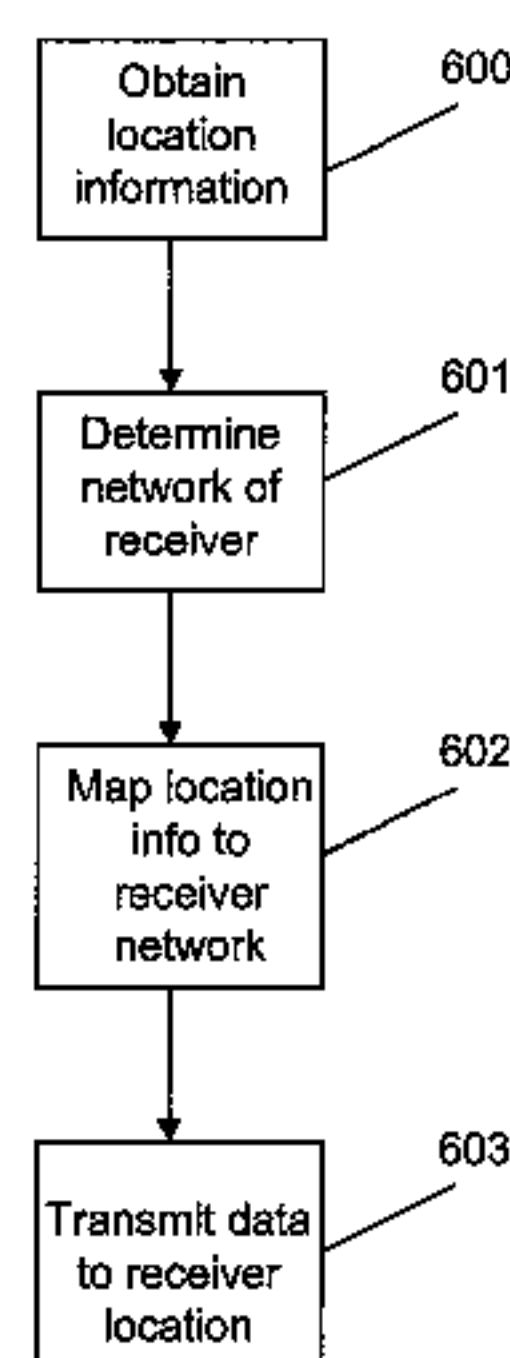 Obtain
location
information
600
Determine
network of
receiver
601
Map location
info to
receiver
network
602
Transmit data
to receiver
location
603